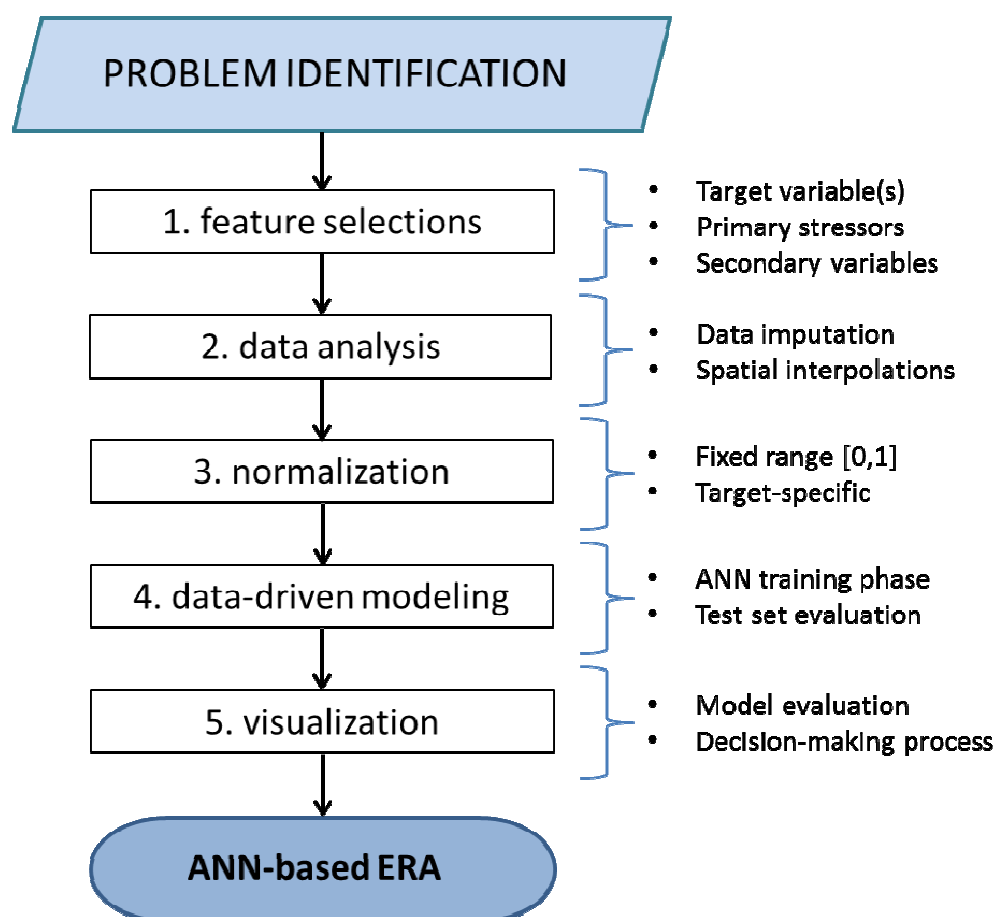 PROBLEM IDENTIFICATION
1. feature selections
• Target variable(s)
• Primary stressors
• Secondary variables
2. data analysis
• Data imputation
• Spatial interpolations
3. normalization
• Fixed range [0,1]
• Target-specific
4. data-driven modeling
• ANN training phase
• Test set evaluation
5. visualization
• Model evaluation
• Decision-making process
ANN-based ERA